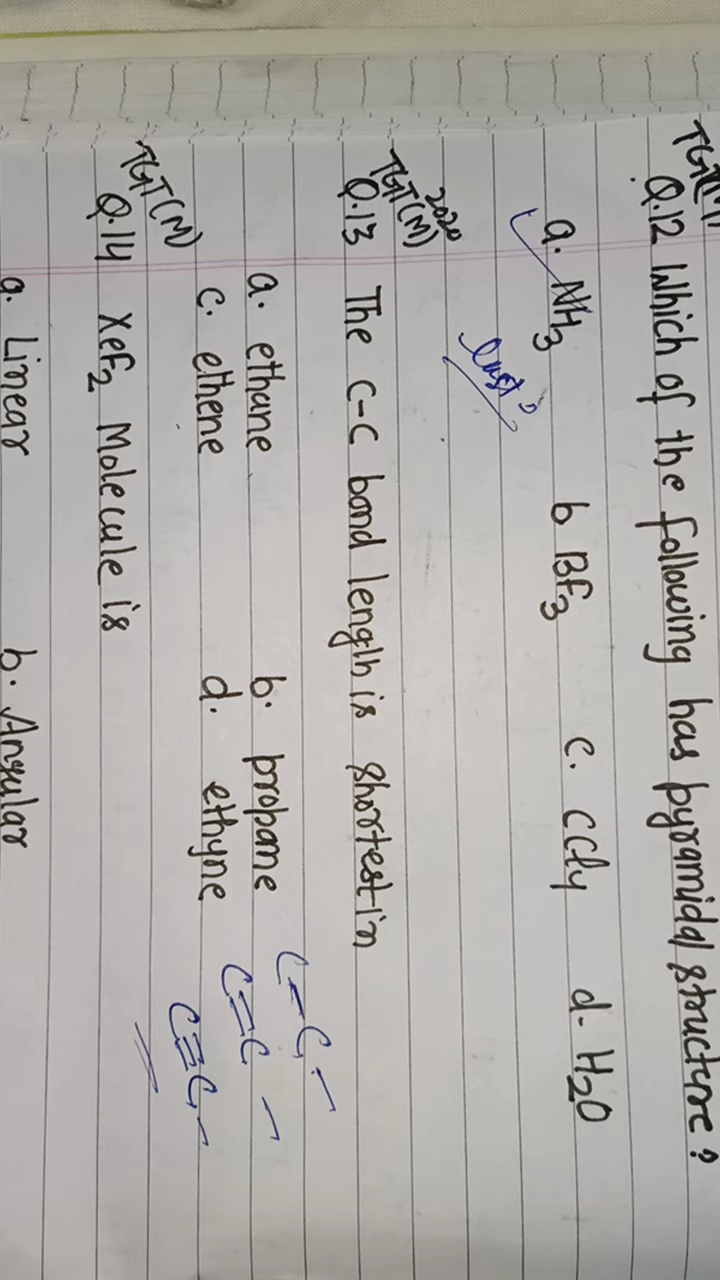 TGT(M)
Q.12 Which of the following has pyramidal structure?
a. NH3 b BF3 c. CCl4 d. H2O
2020
TGT(M)
Q.13 The C-C bond length is shortest in
a. ethane b. propane
c. ethene d. ethyne
C-C-
C=C-
C≡C-
TGT(M)
Q.14 XeF2 Molecule is
a. Linear b. Angular